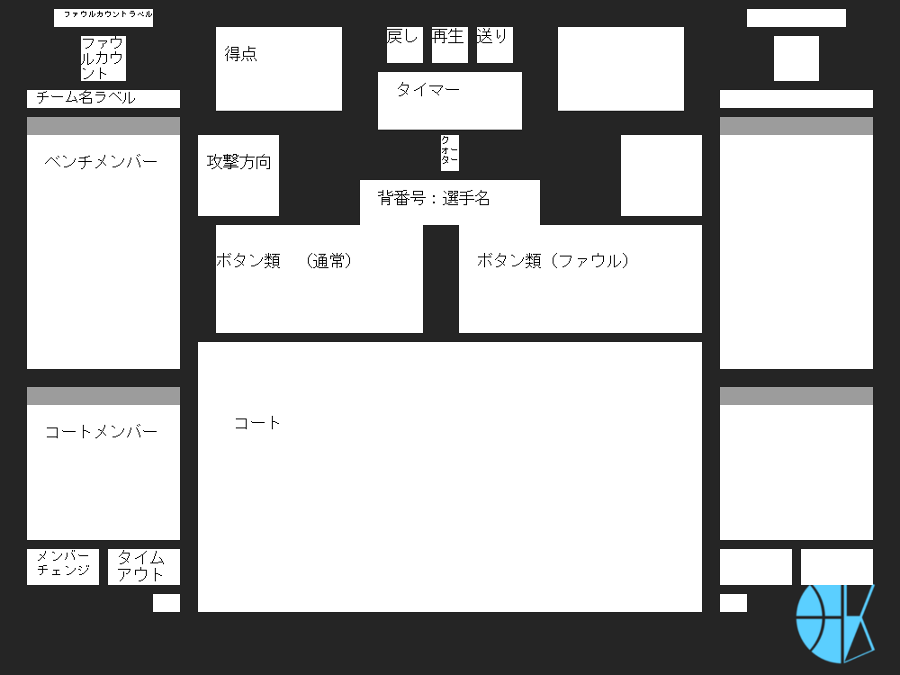 ファウルカウントラベル
ファウ
ルカウ
ント
チーム名ラベル
ベンチメンバー
得点
戻し
再生
送り
タイマー
ク
ォー
ター
攻撃方向
背番号:選手名
ボタン類 (通常)
ボタン類(ファウル)
コート
コートメンバー
メンバー
チェンジ
タイム
アウト